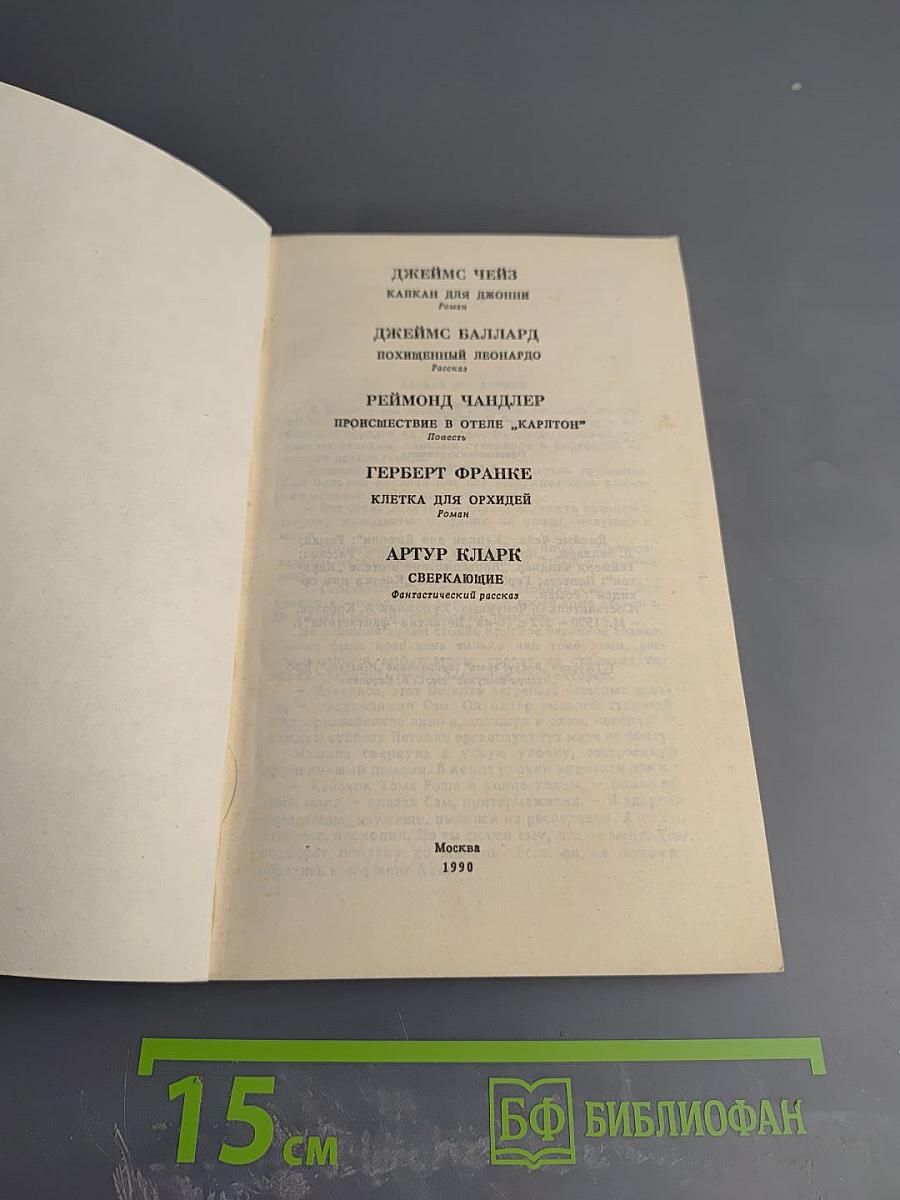 ДЖЕЙМС ЧЕЙЗ
КАПКАН ДЛЯ ДЖОННИ
Роман
ДЖЕЙМС БАЛЛАРД
ПОХИЩЕННЫЙ ЛЕОНАРДО
Рассказ
РЕЙМОНД ЧАНДЛЕР
ПРОИСШЕСТВИЕ В ОТЕЛЕ „КАРЛТОН”
Повесть
ГЕРБЕРТ ФРАНКЕ
КЛЕТКА ДЛЯ ОРХИДЕЙ
Роман
АРТУР КЛАРК
СВЕРКАЮЩИЕ
Фантастический рассказ
Москва
1990
15 см
БФ БИБЛИОФАН